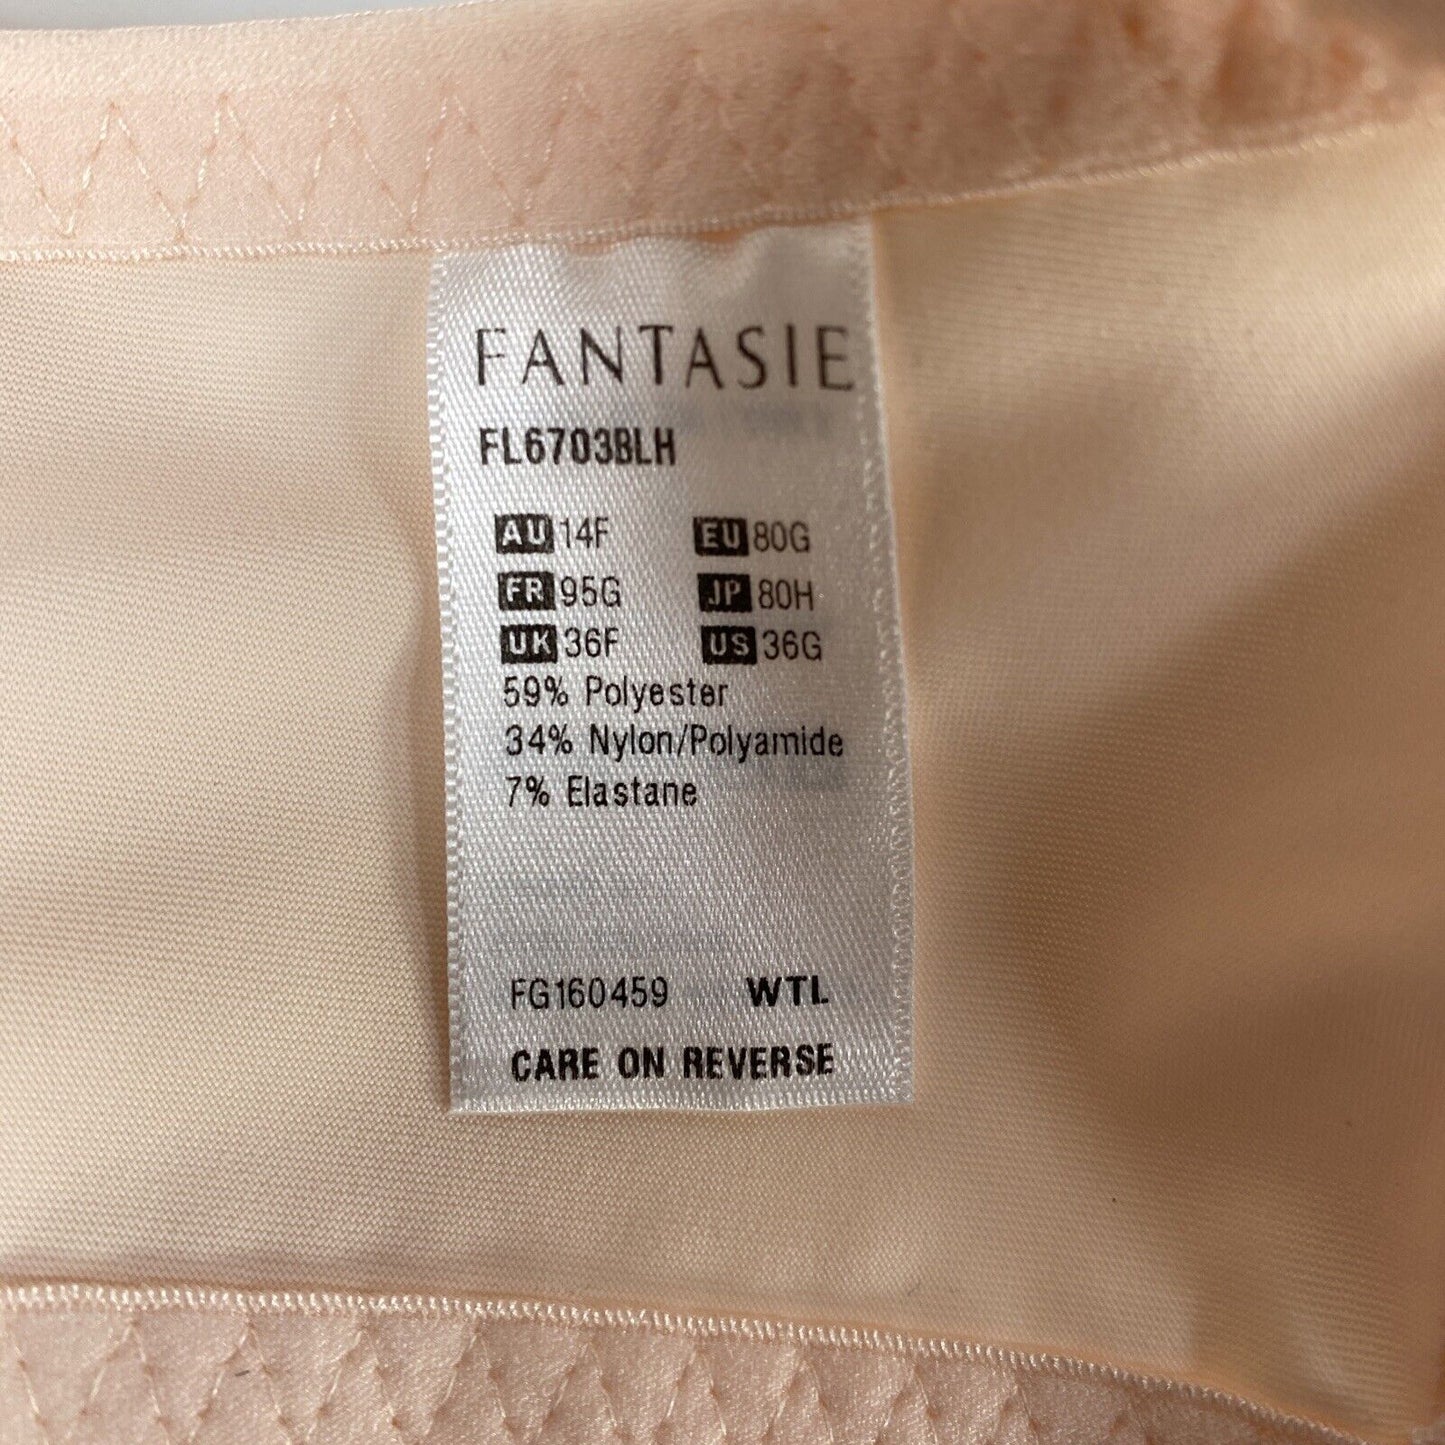 FANTASIE
FL6703BLH
AU 14F EU 80G
FR 95G JP 80H
UK 36F US 36G
59% Polyester
34% Nylon/Polyamide
7% Elastane
FG160459 WTL
CARE ON REVERSE